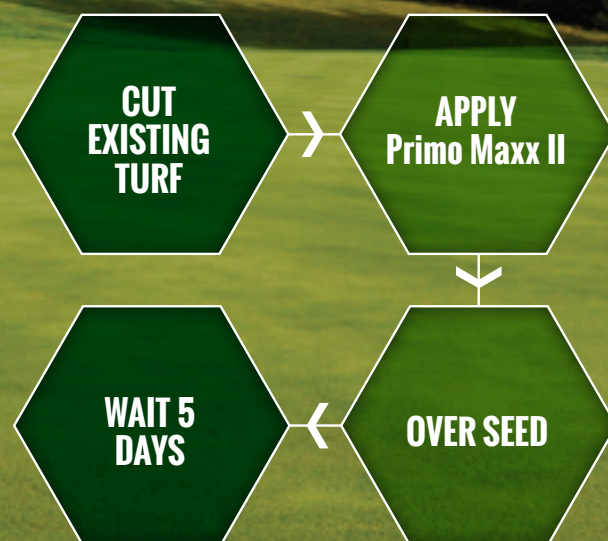 CUT
EXISTING
TURF
APPLY
Primo Maxx II
OVER SEED
WAIT 5
DAYS